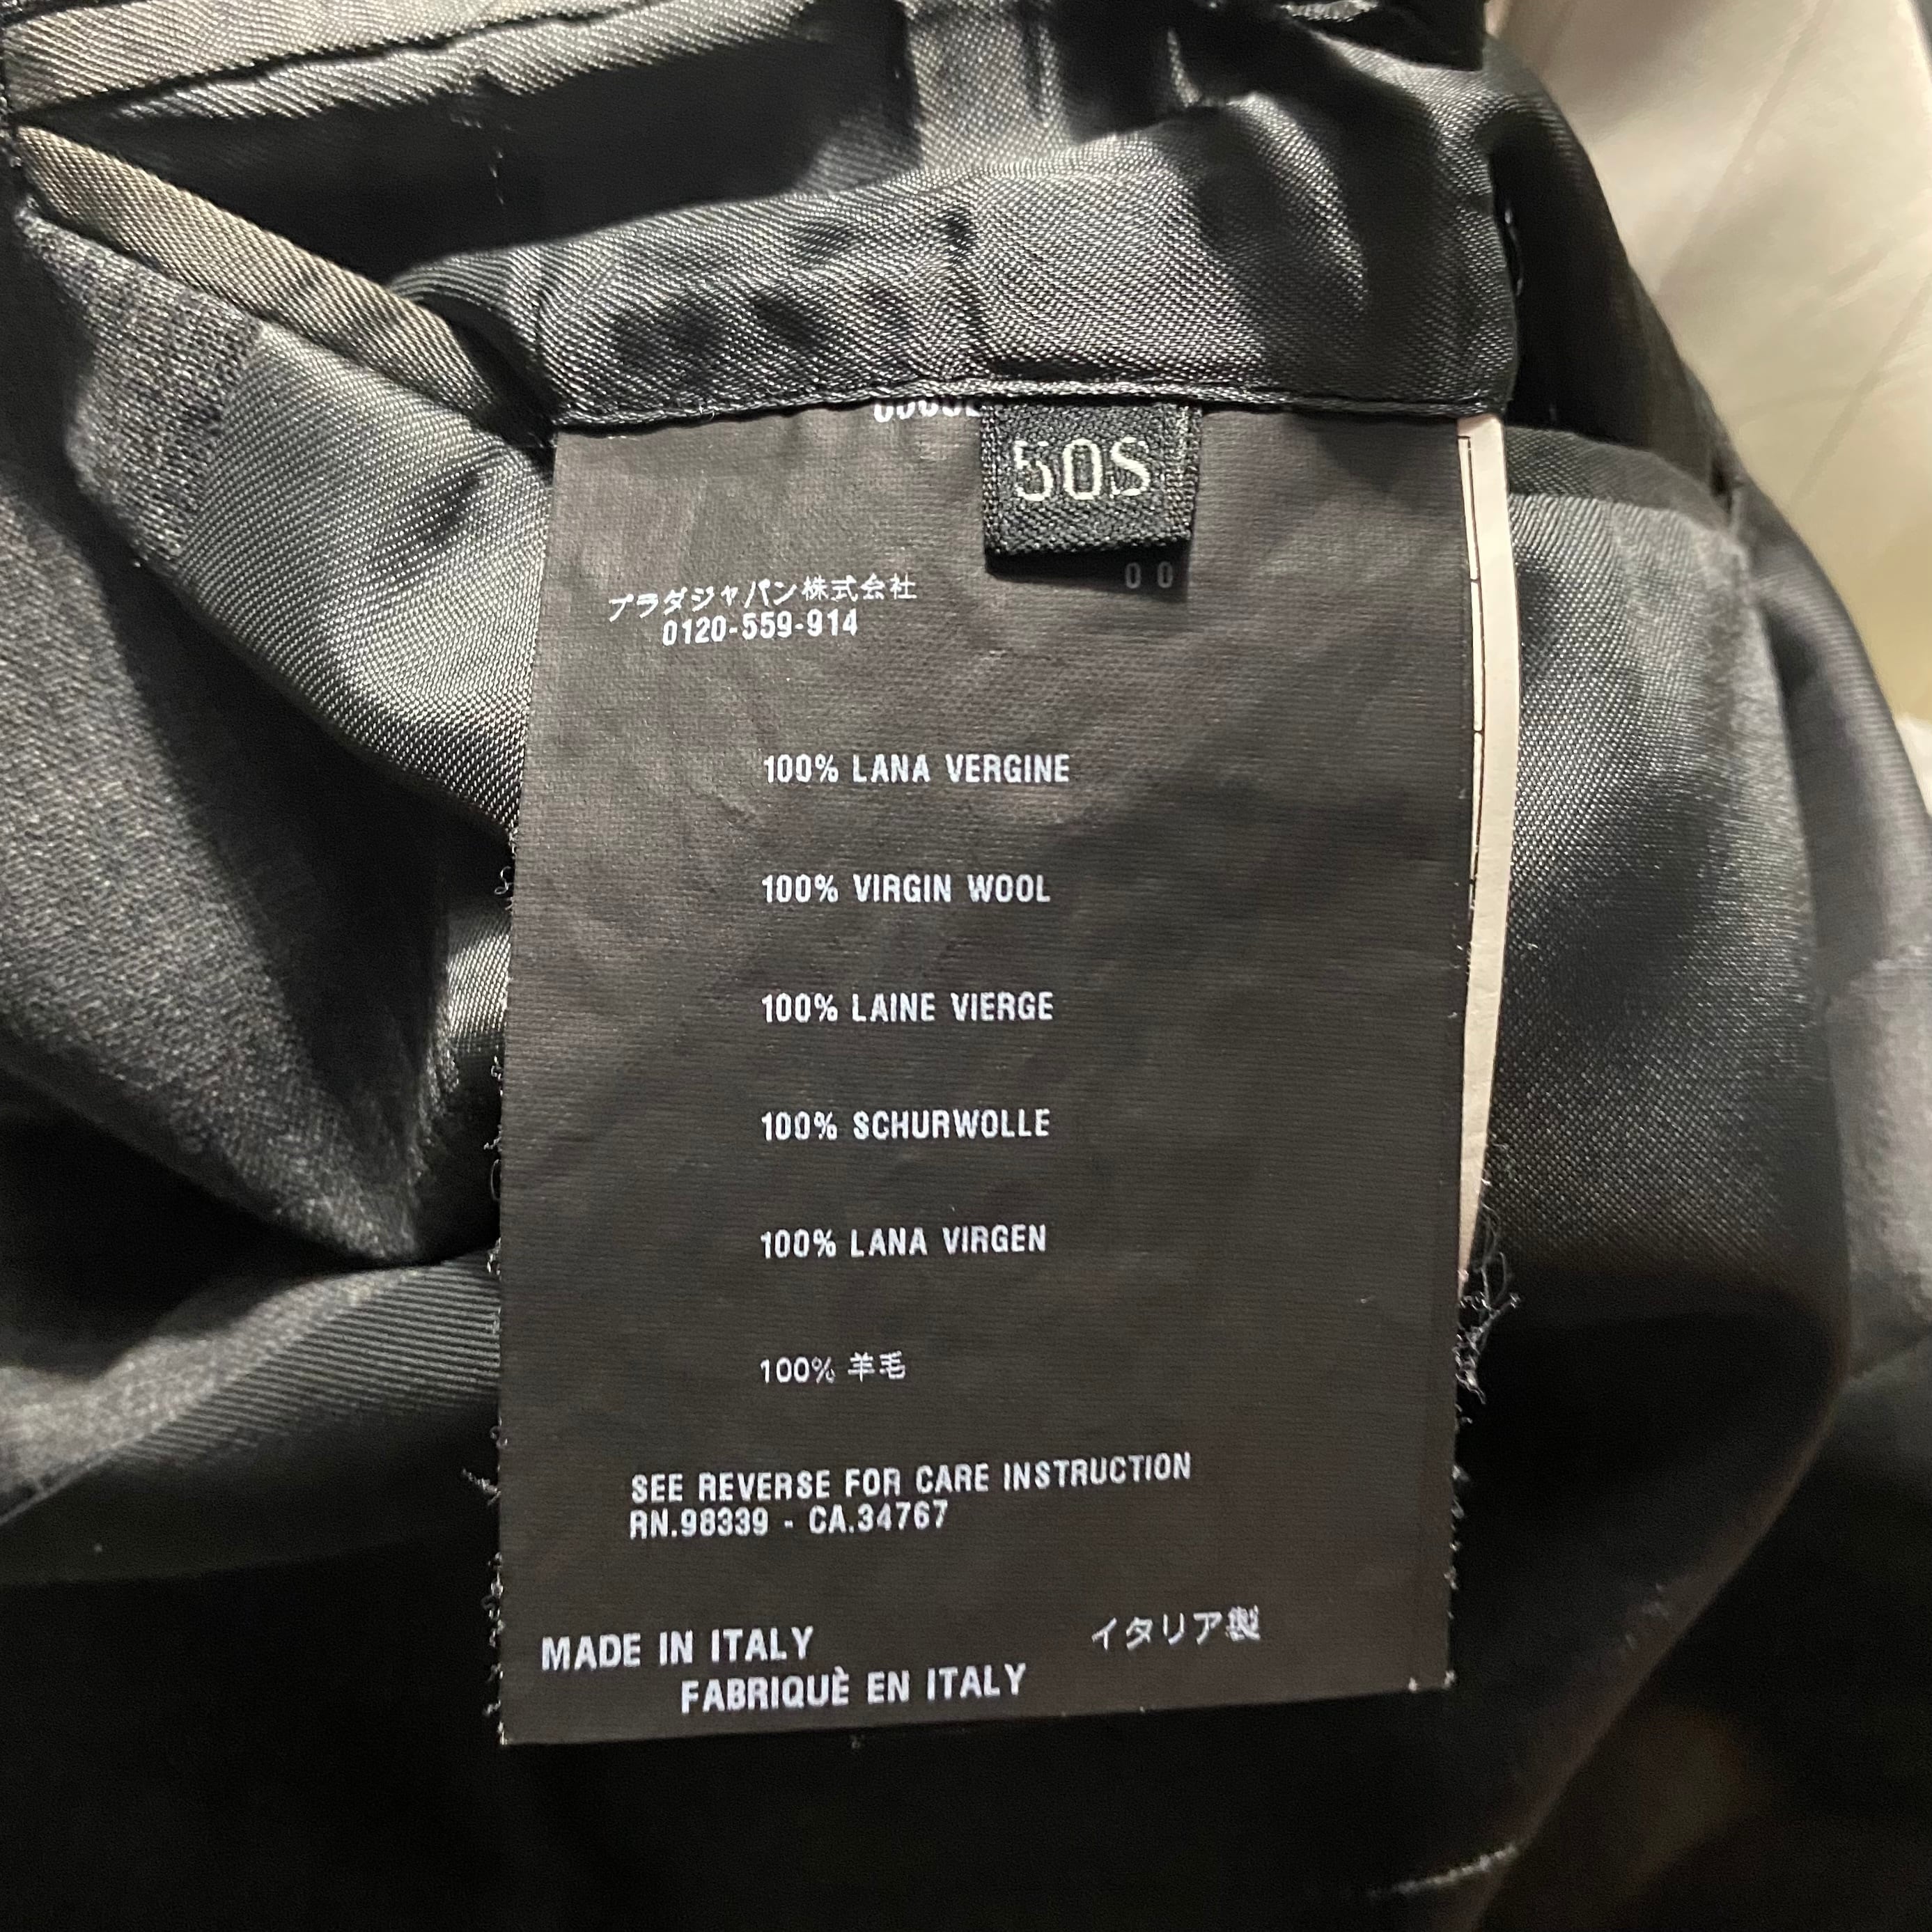 50S
00
プラダジャパン株式会社
0120-559-914
100% LANA VERGINE
100% VIRGIN WOOL
100% LAINE VIERGE
100% SCHURWOLLE
100% LANA VIRGEN
100% 羊毛
SEE REVERSE FOR CARE INSTRUCTION
RN.98339 - CA.34767
MADE IN ITALY
イタリア製
FABRIQUÈ EN ITALY